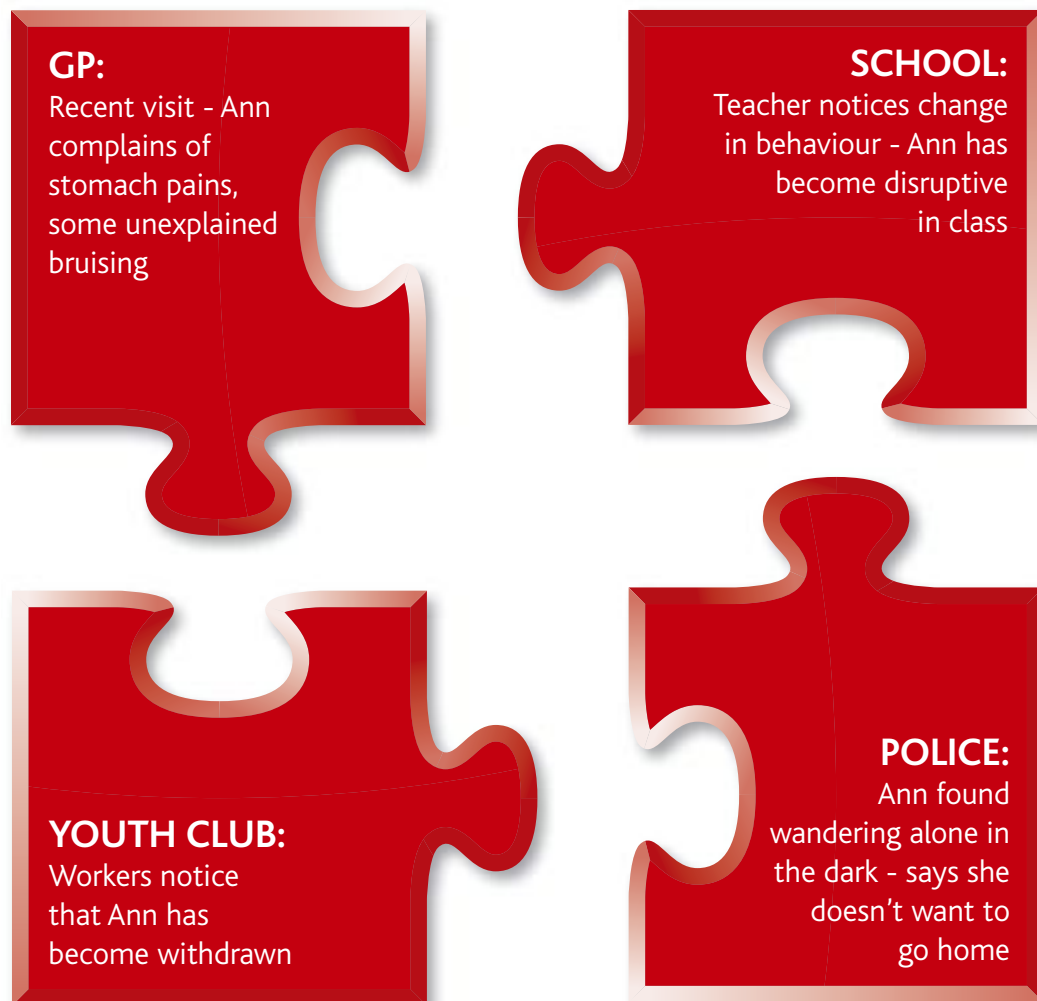 GP:
Recent visit - Ann
complains of
stomach pains,
some unexplained
bruising
SCHOOL:
Teacher notices change
in behaviour - Ann has
become disruptive
in class
YOUTH CLUB:
Workers notice
that Ann has
become withdrawn
POLICE:
Ann found
wandering alone in
the dark - says she
doesn't want to
go home